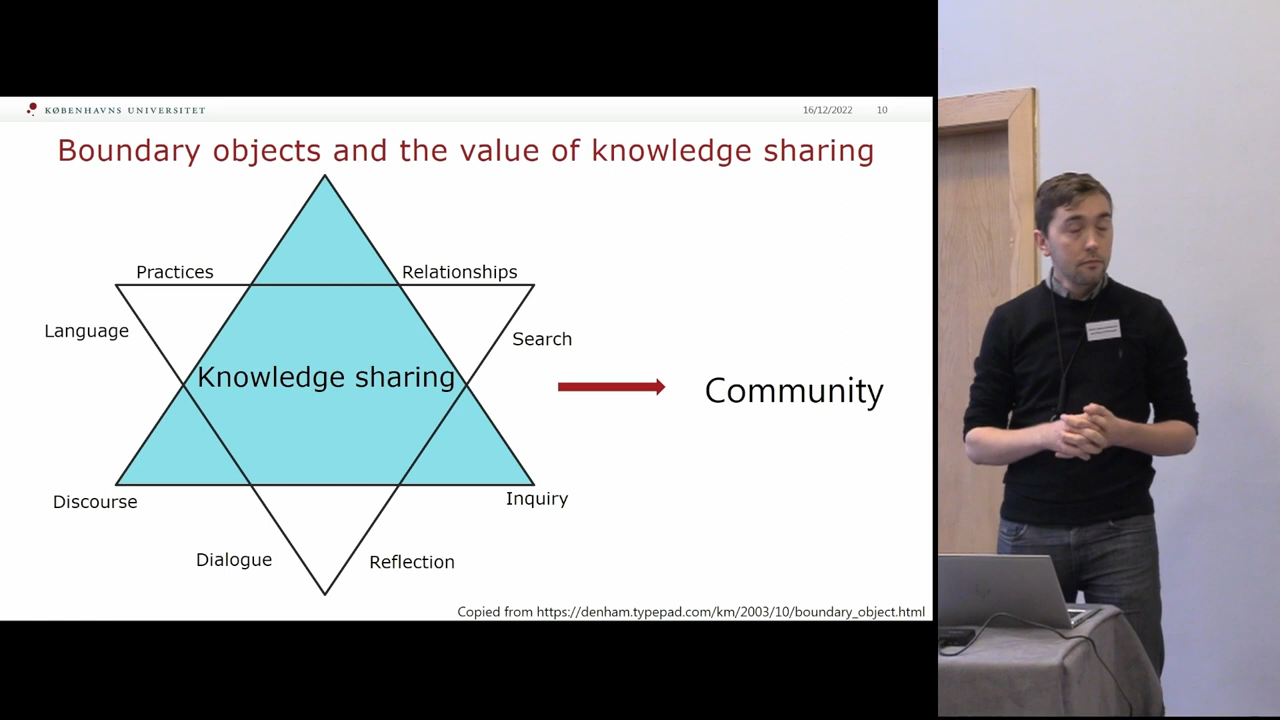 KØBENHAVNS UNIVERSITET
16/12/2022 10
Boundary objects and the value of knowledge sharing
Practices
Relationships
Language
Search
Knowledge sharing
Community
Discourse
Inquiry
Dialogue
Reflection
Copied from https://denham.typepad.com/km/2003/10/boundary_object.html